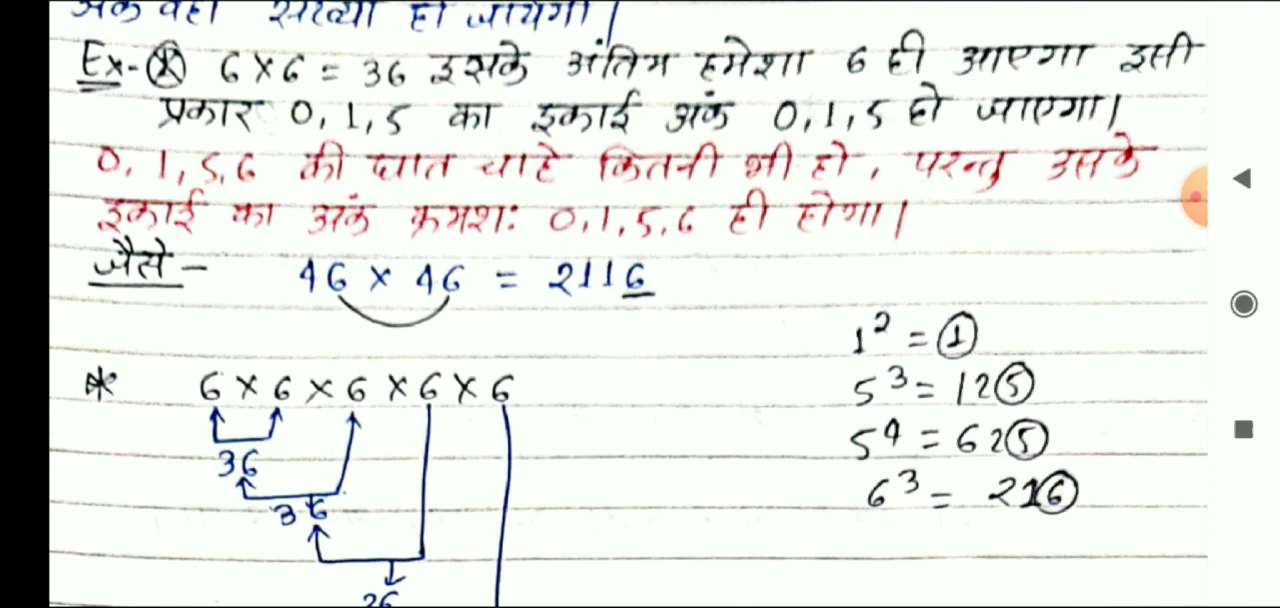 अंक वही संख्या हो जायेगी।
Ex- 6 × 6 = 36 इसके अंतिम हमेशा 6 ही आएगा इसी
प्रकार 0, 1, 5 का इकाई अंक 0, 1, 5 हो जाएगा।
0, 1, 5, 6 की घात चाहे कितनी भी हो, परन्तु उसके
इकाई का अंक क्रमशः 0, 1, 5, 6 ही होगा।
जैसे - 46 × 46 = 2116
1² = 1
5³ = 125
5⁴ = 625
6³ = 216
* 6 × 6 × 6 × 6 × 6
36
36
36